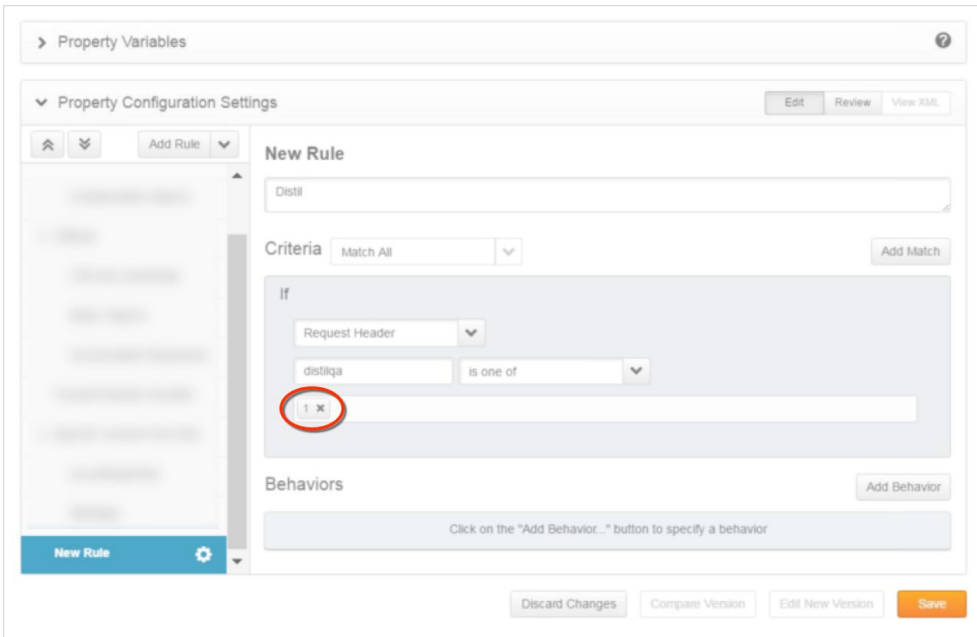 Property Variables
Property Configuration Settings
Edit Review View XML
Add Rule
New Rule
Distil
Criteria Match All Add Match
If
Request Header
distilqa is one of
1
Behaviors Add Behavior
Click on the "Add Behavior..." button to specify a behavior
New Rule
Discard Changes Compare Version Edit New Version Save